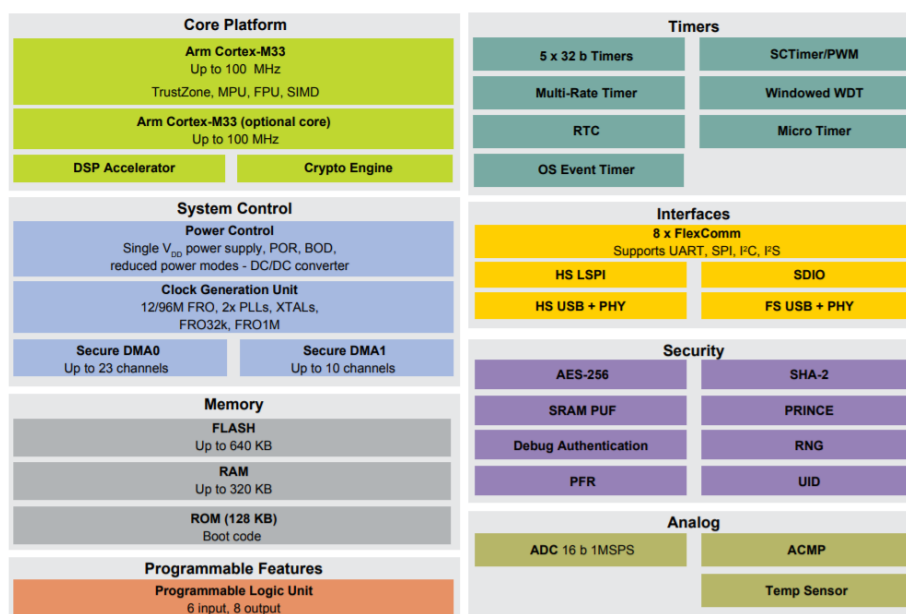 Core Platform
Arm Cortex-M33
Up to 100 MHz
TrustZone, MPU, FPU, SIMD
Arm Cortex-M33 (optional core)
Up to 100 MHz
DSP Accelerator
Crypto Engine
System Control
Power Control
Single VDD power supply, POR, BOD,
reduced power modes - DC/DC converter
Clock Generation Unit
12/96M FRO, 2x PLLs, XTALs,
FRO32k, FRO1M
Secure DMA0
Up to 23 channels
Secure DMA1
Up to 10 channels
Memory
FLASH
Up to 640 KB
RAM
Up to 320 KB
ROM (128 KB)
Boot code
Programmable Features
Programmable Logic Unit
6 input, 8 output
Timers
5 x 32 b Timers
SCTimer/PWM
Multi-Rate Timer
Windowed WDT
RTC
Micro Timer
OS Event Timer
Interfaces
8 x FlexComm
Supports UART, SPI, I²C, I²S
HS LSPI
SDIO
HS USB + PHY
FS USB + PHY
Security
AES-256
SHA-2
SRAM PUF
PRINCE
Debug Authentication
RNG
PFR
UID
Analog
ADC 16 b 1MSPS
ACMP
Temp Sensor